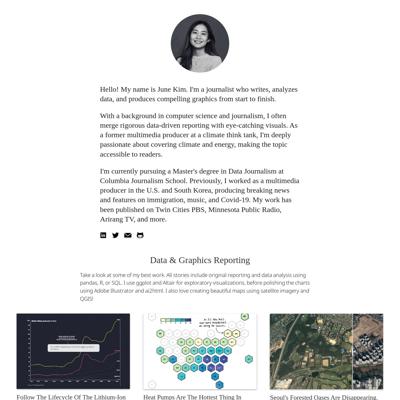 Hello! My name is June Kim. I'm a journalist who writes, analyzes
data, and produces compelling graphics from start to finish.
With a background in computer science and journalism, I often
merge rigorous data-driven reporting with eye-catching visuals. As
a former multimedia producer at a climate think tank, I'm deeply
passionate about covering climate and energy, making the topic
accessible to readers.
I'm currently pursuing a Master's degree in Data Journalism at
Columbia Journalism School. Previously, I worked as a multimedia
producer in the U.S. and South Korea, producing breaking news
and features on immigration, music, and Covid-19. My work has
been published on Twin Cities PBS, Minnesota Public Radio,
Arirang TV, and more.
Data & Graphics Reporting
Take a look at some of my best work. All stories include original reporting and data analysis using
pandas, R, or SQL. I use ggplot and Altair for exploratory visualizations, before polishing the charts
using Adobe Illustrator and ai2html. I also love creating beautiful maps using satellite imagery and
QGIS!
Follow The Lifecycle Of The Lithium-Ion
Heat Pumps Are The Hottest Thing In
Seoul's Forested Oases Are Disappearing.